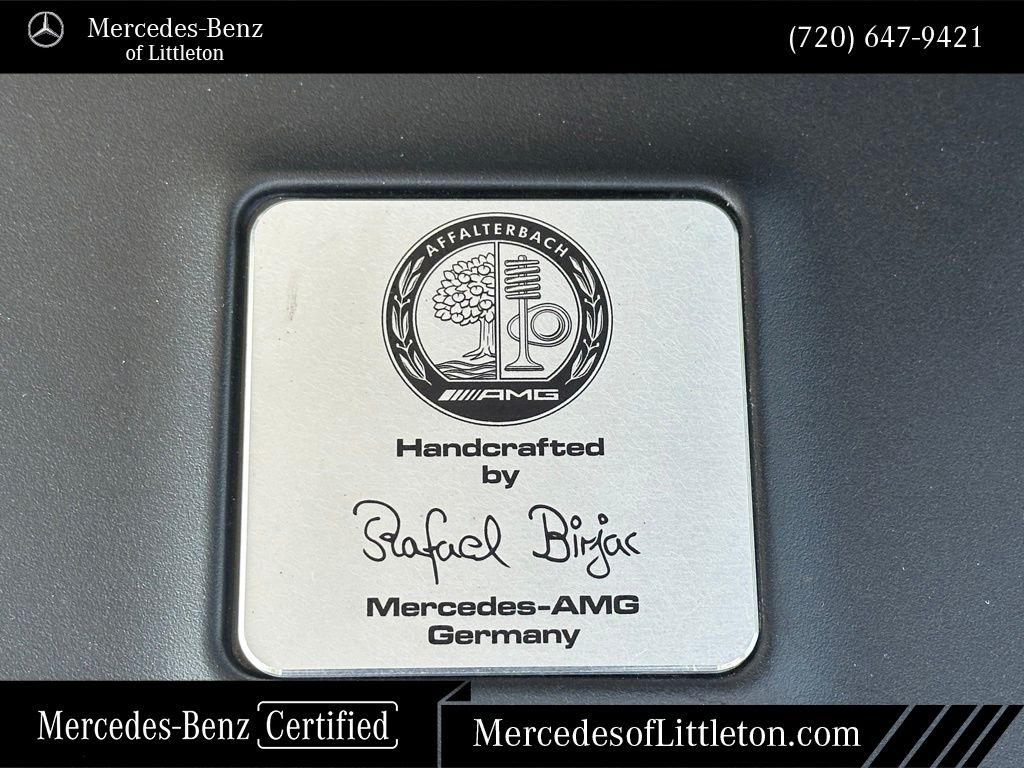 Mercedes-Benz
of Littleton
(720) 647-9421
AFFALTERBACH
AMG
Handcrafted
by
Rafael Birjac
Mercedes-AMG
Germany
Mercedes-Benz Certified
MercedesofLittleton.com